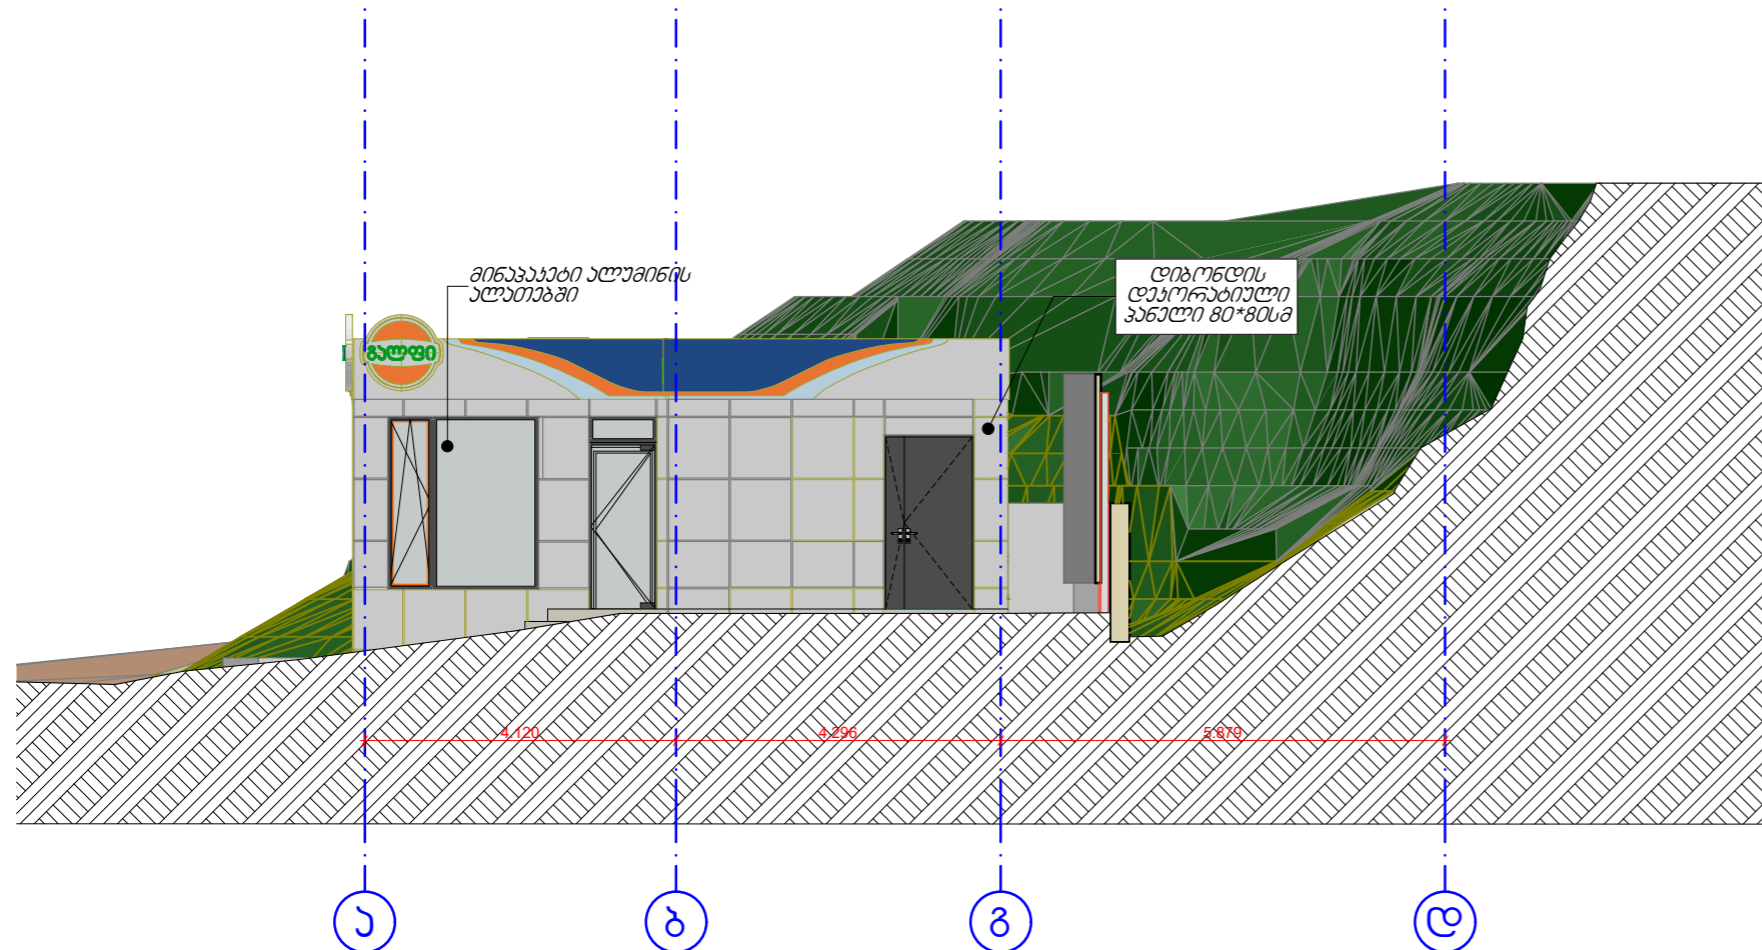 მინაპაკეტი ალუმინის
ალათებში
დიბონდის
დეკორატიული
პანელი 80*80სმ
გალფი
4.120
4.296
5.879
ა
ბ
გ
დ